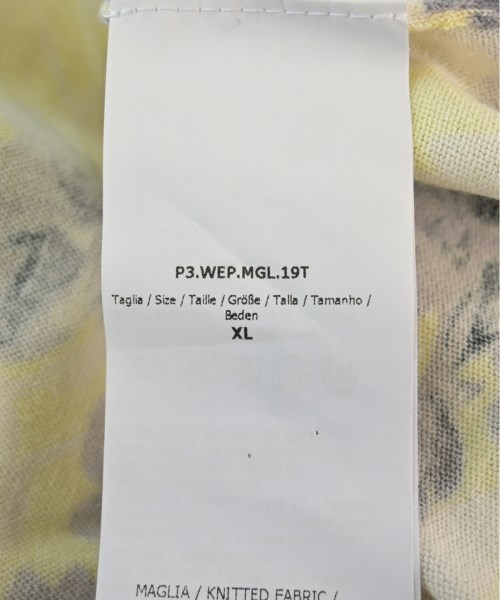 P3.WEP.MGL.19T
Taglia / Size / Taille / Größe / Talla / Tamanho /
Beden
XL
MAGLIA / KNITTED FABRIC /